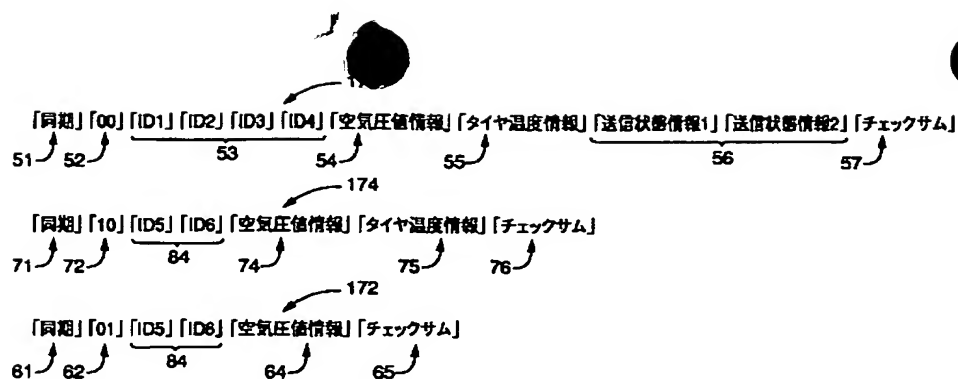 「同期」「00」「ID1」「ID2」「ID3」「ID4」「空気圧値情報」「タイヤ温度情報」「送信状態情報1」「送信状態情報2」「チェックサム」
51 52 53 54 55 56 57
174
「同期」「10」「ID5」「ID6」「空気圧値情報」「タイヤ温度情報」「チェックサム」
71 72 84 74 75 76
172
「同期」「01」「ID5」「ID6」「空気圧値情報」「チェックサム」
61 62 84 64 65